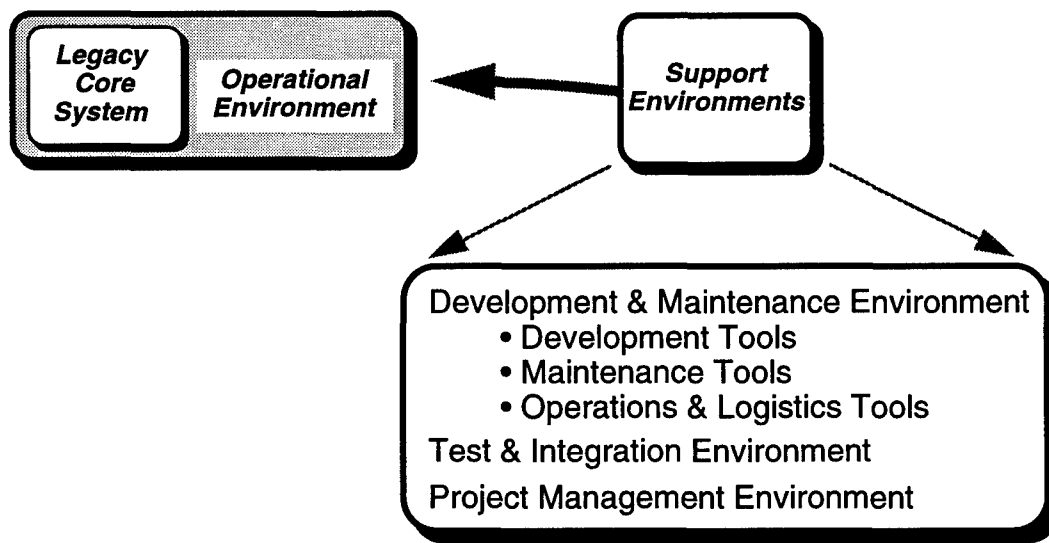 Legacy
Core
System
Operational
Environment
Support
Environments
Development & Maintenance Environment
• Development Tools
• Maintenance Tools
• Operations & Logistics Tools
Test & Integration Environment
Project Management Environment